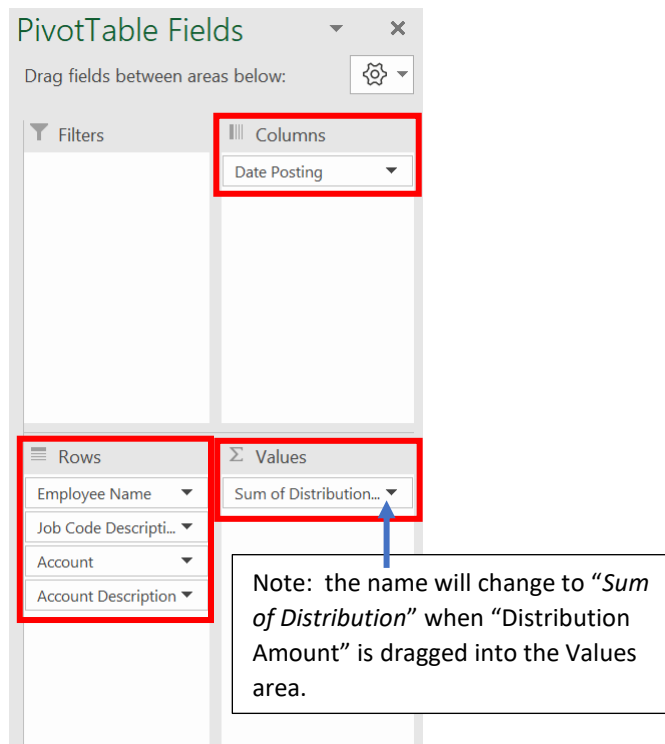 PivotTable Fields
Drag fields between areas below:
Filters
Columns
Date Posting
Rows
Σ Values
Employee Name
Sum of Distribution...
Job Code Descripti...
Account
Account Description
Note: the name will change to “Sum
of Distribution” when “Distribution
Amount” is dragged into the Values
area.